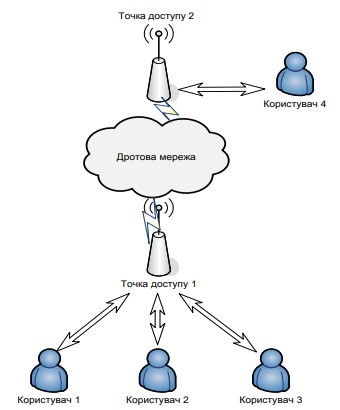 Точка доступу 2
Користувач 4
Дротова мережа
Точка доступу 1
Користувач 1
Користувач 2
Користувач 3